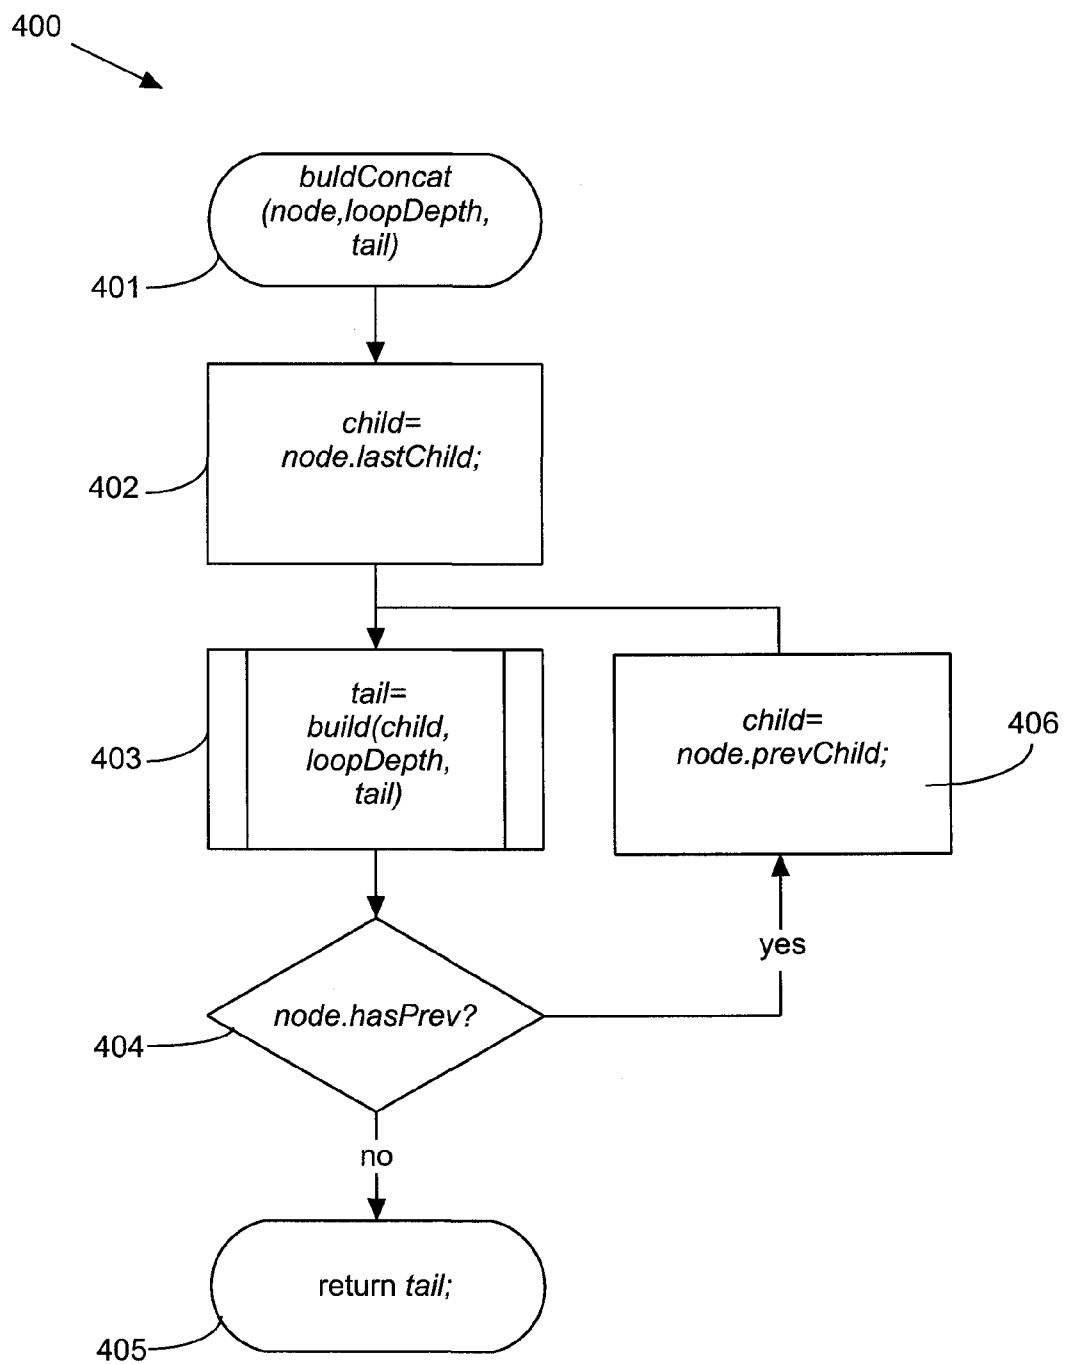 400
buldConcat
(node,loopDepth,
tail)
401
child=
node.lastChild;
402
tail=
build(child,
loopDepth,
tail)
403
child=
node.prevChild;
406
yes
node.hasPrev?
404
no
return tail;
405